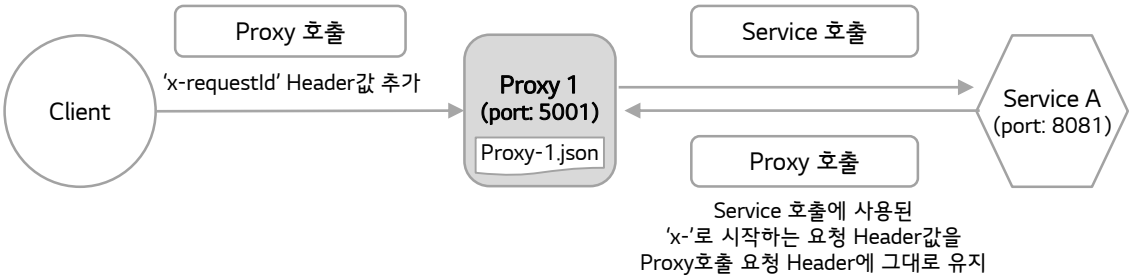 Proxy 호출
'x-requestId' Header값 추가
Client
Proxy 1
(port: 5001)
Proxy-1.json
Service 호출
Service A
(port: 8081)
Proxy 호출
Service 호출에 사용된
'x-'로 시작하는 요청 Header값을
Proxy호출 요청 Header에 그대로 유지